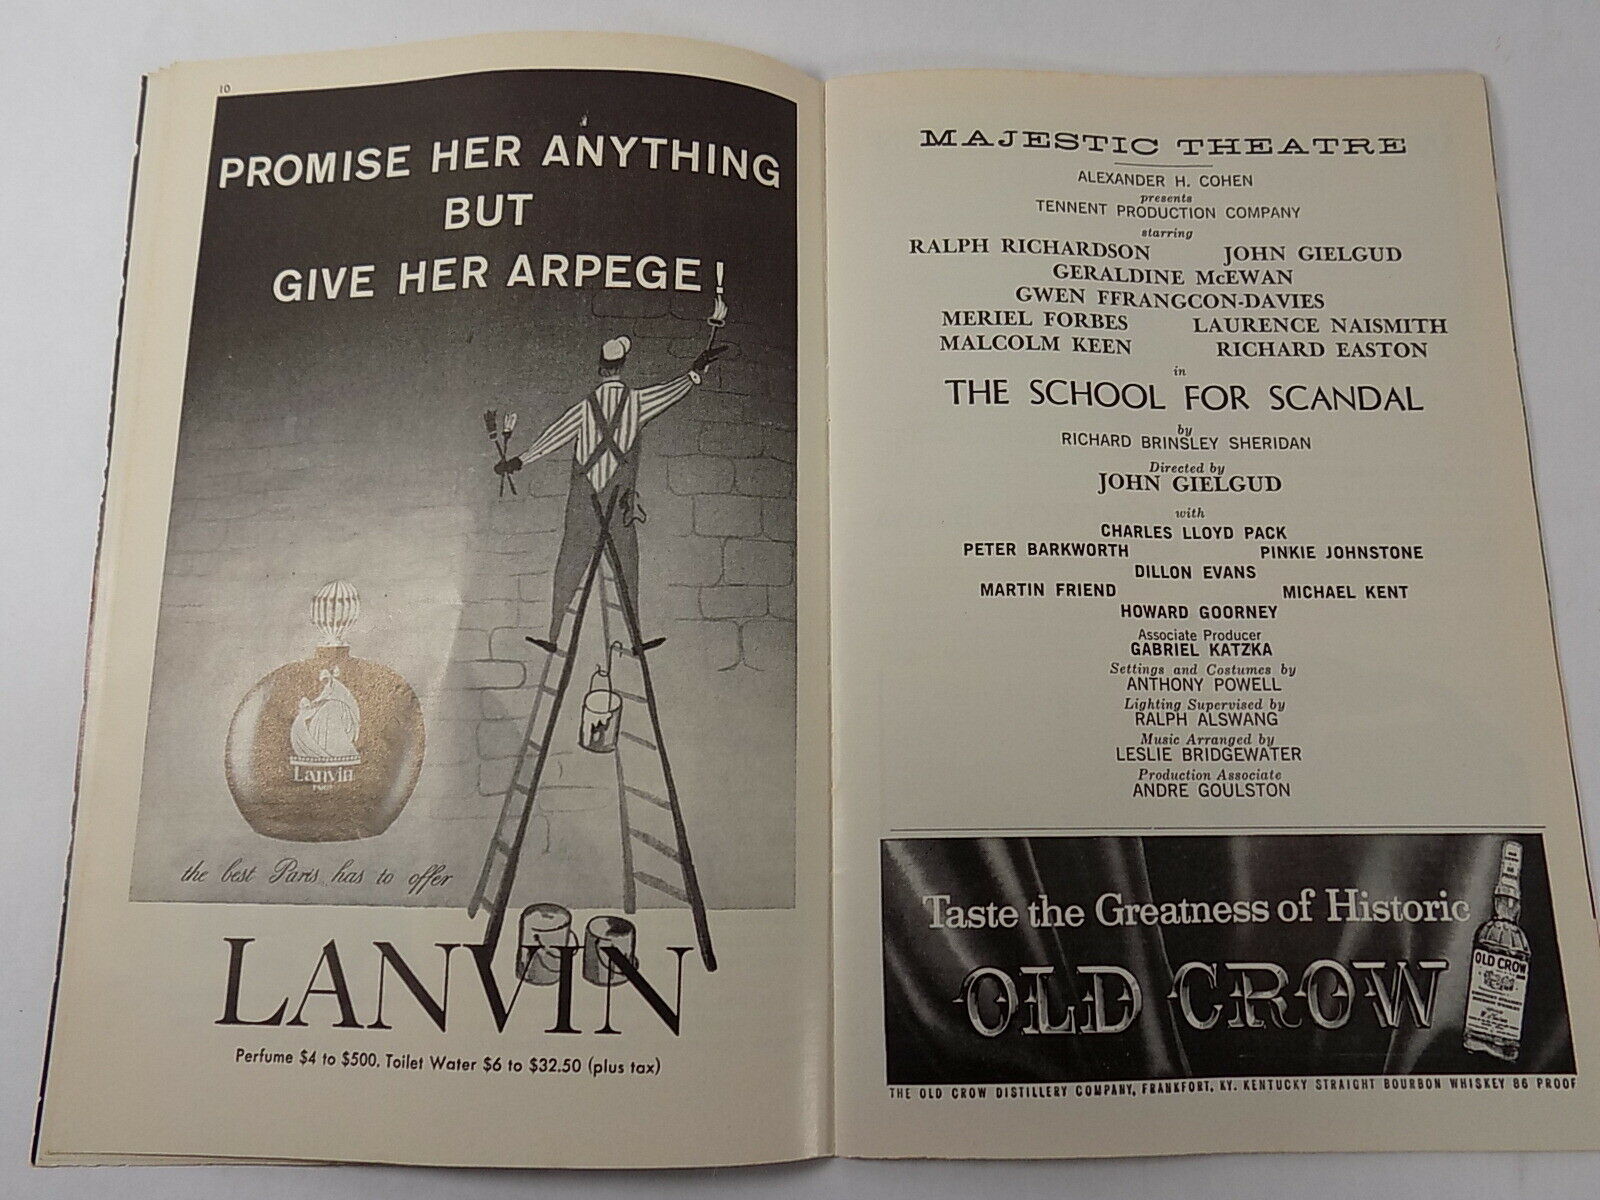 10
PROMISE HER ANYTHING
BUT
GIVE HER ARPEGE!
Lanvin
the best Paris has to offer
LANVIN
Perfume $4 to $500. Toilet Water $6 to $32.50 (plus tax)
MAJESTIC THEATRE
ALEXANDER H. COHEN
presents
TENNENT PRODUCTION COMPANY
starring
RALPH RICHARDSON JOHN GIELGUD
GERALDINE McEWAN
GWEN FFRANGCON-DAVIES
MERIEL FORBES LAURENCE NAISMITH
MALCOLM KEEN RICHARD EASTON
in
THE SCHOOL FOR SCANDAL
by
RICHARD BRINSLEY SHERIDAN
Directed by
JOHN GIELGUD
with
CHARLES LLOYD PACK
PETER BARKWORTH PINKIE JOHNSTONE
DILLON EVANS
MARTIN FRIEND MICHAEL KENT
HOWARD GOORNEY
Associate Producer
GABRIEL KATZKA
Settings and Costumes by
ANTHONY POWELL
Lighting Supervised by
RALPH ALSWANG
Music Arranged by
LESLIE BRIDGEWATER
Production Associate
ANDRE GOULSTON
Taste the Greatness of Historic
OLD CROW
OLD CROW
THE OLD CROW DISTILLERY COMPANY, FRANKFORT, KY. KENTUCKY STRAIGHT BOURBON WHISKEY 86 PROOF